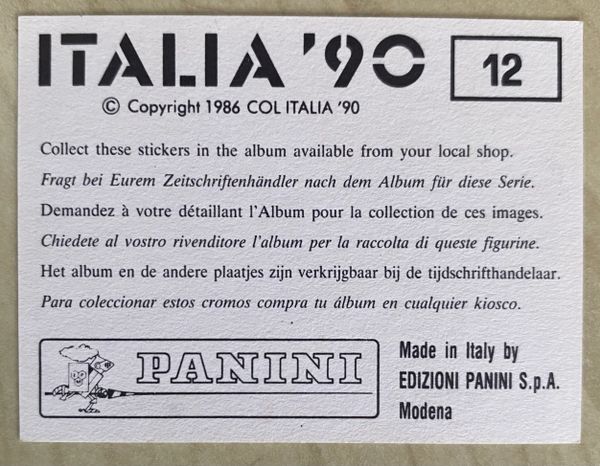 ITALIA '90
12
© Copyright 1986 COL ITALIA '90
Collect these stickers in the album available from your local shop.
Fragt bei Eurem Zeitschriftenhändler nach dem Album für diese Serie.
Demandez à votre détaillant l'Album pour la collection de ces images.
Chiedete al vostro rivenditore l'album per la raccolta di queste figurine.
Het album en de andere plaatjes zijn verkrijgbaar bij de tijdschrifthandelaar.
Para coleccionar estos cromos compra tu álbum en cualquier kiosco.
PANINI
Made in Italy by
EDIZIONI PANINI S.p.A.
Modena